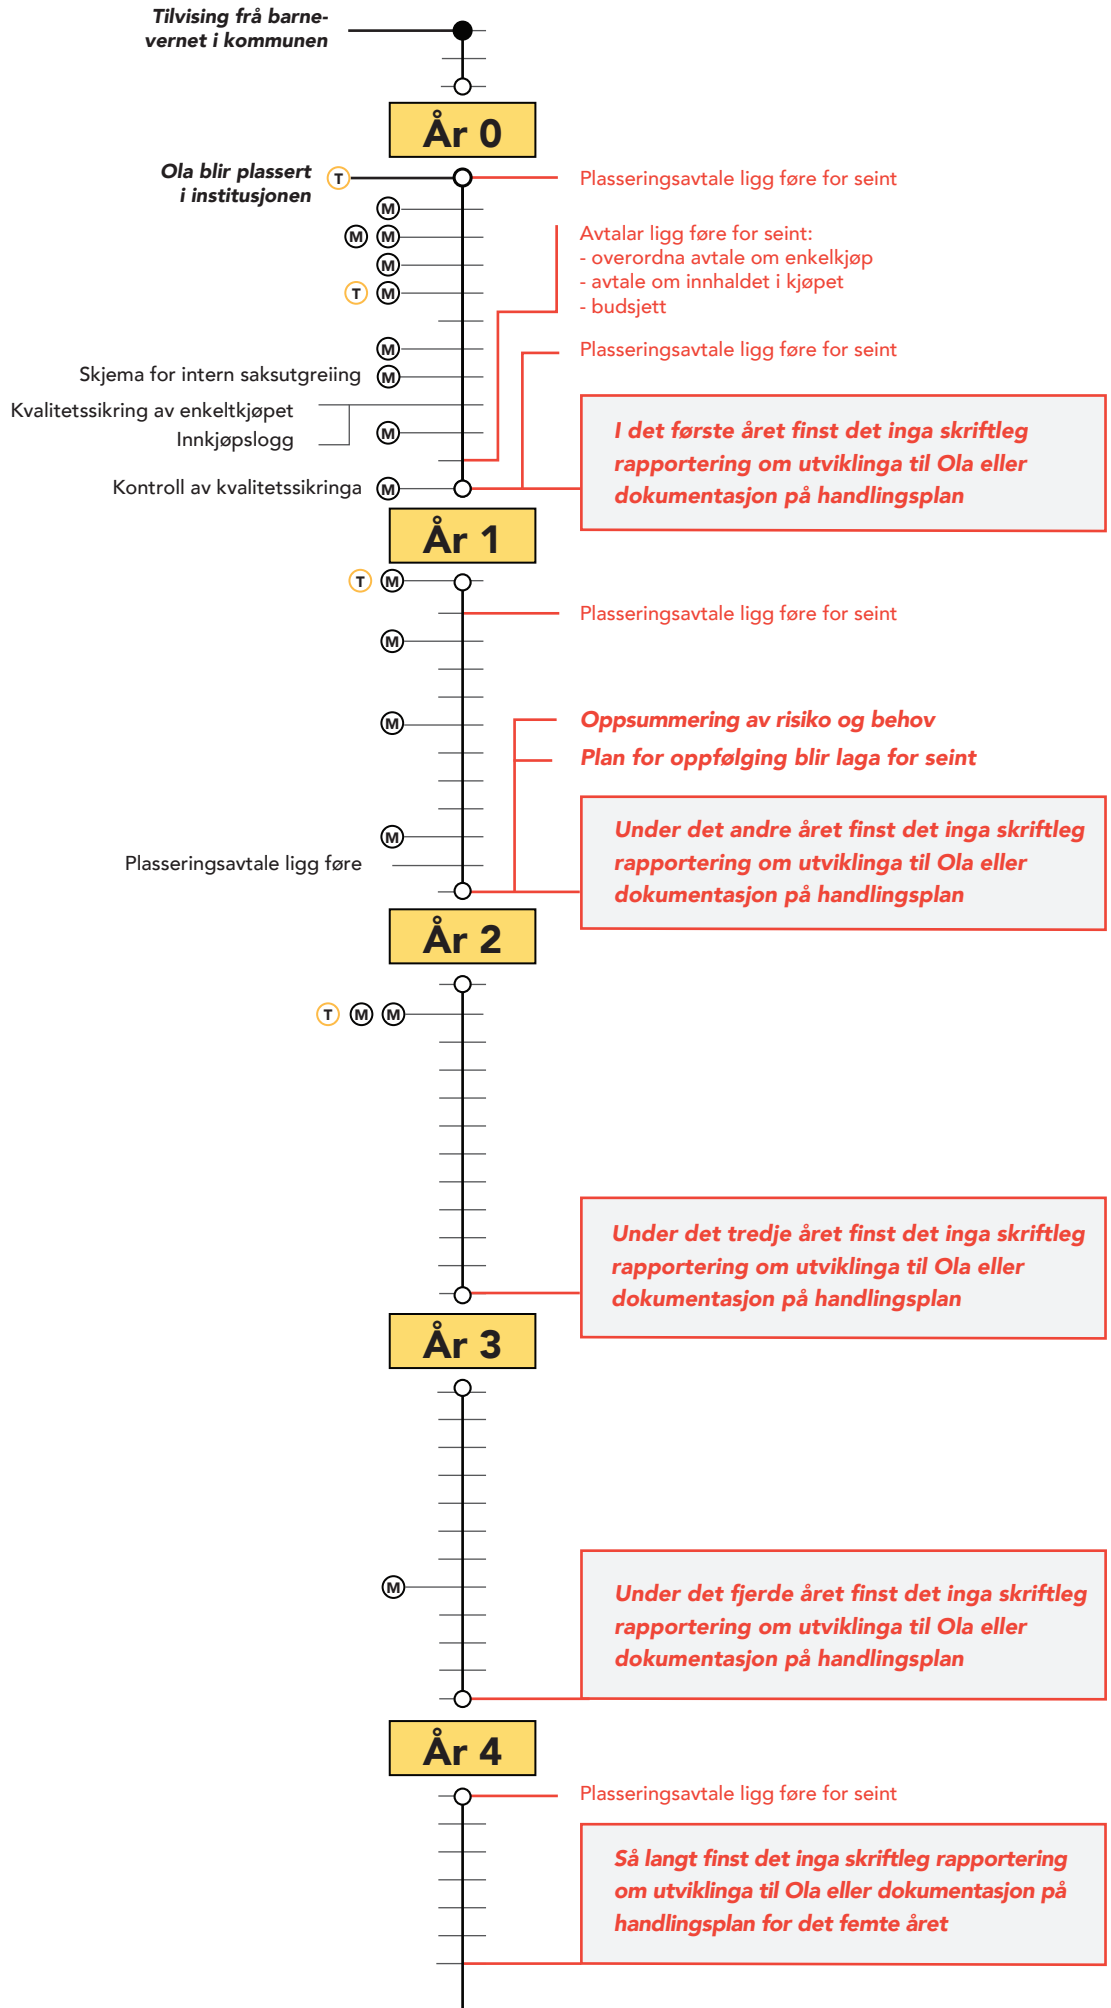 Tilvising frå barne-
vernet i kommunen
År 0
Ola blir plassert
i institusjonen
T
Plasseringsavtale ligg føre for seint
M
M M
Avtalar ligg føre for seint:
- overordna avtale om enkelkjøp
- avtale om innhaldet i kjøpet
- budsjett
M
T M
M
Plasseringsavtale ligg føre for seint
Skjema for intern saksutgreiing M
Kvalitetssikring av enkeltkjøpet
Innkjøpslogg
M
I det første året finst det inga skriftleg
rapportering om utviklinga til Ola eller
dokumentasjon på handlingsplan
Kontroll av kvalitetssikringa M
År 1
T M
Plasseringsavtale ligg føre for seint
M
M
Oppsummering av risiko og behov
Plan for oppfølging blir laga for seint
M
Under det andre året finst det inga skriftleg
rapportering om utviklinga til Ola eller
dokumentasjon på handlingsplan
Plasseringsavtale ligg føre
År 2
T M M
Under det tredje året finst det inga skriftleg
rapportering om utviklinga til Ola eller
dokumentasjon på handlingsplan
År 3
M
Under det fjerde året finst det inga skriftleg
rapportering om utviklinga til Ola eller
dokumentasjon på handlingsplan
År 4
Plasseringsavtale ligg føre for seint
Så langt finst det inga skriftleg rapportering
om utviklinga til Ola eller dokumentasjon på
handlingsplan for det femte året